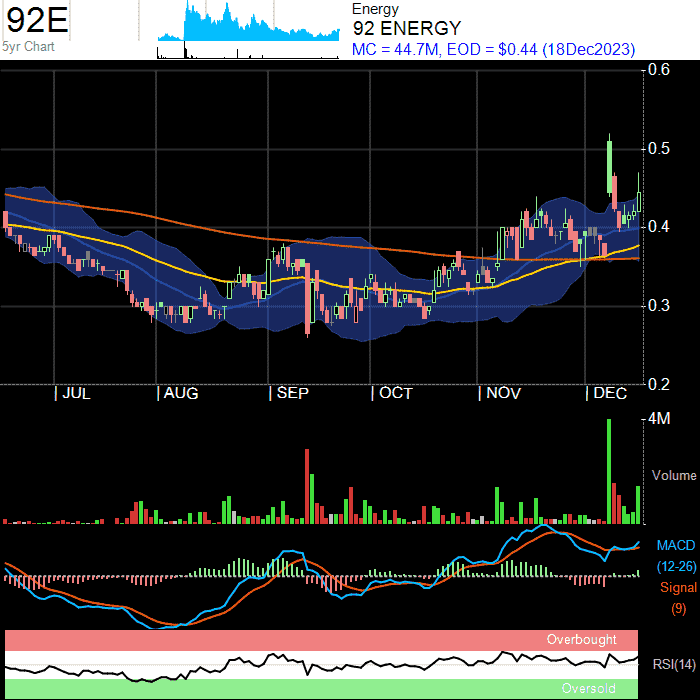 92E
5yr Chart
Energy
92 ENERGY
MC = 44.7M, EOD = $0.44 (18Dec2023)
0.6
0.5
0.4
0.3
0.2
JUL AUG SEP OCT NOV DEC
4M
Volume
MACD
(12-26)
Signal
(9)
Overbought
RSI(14)
Oversold